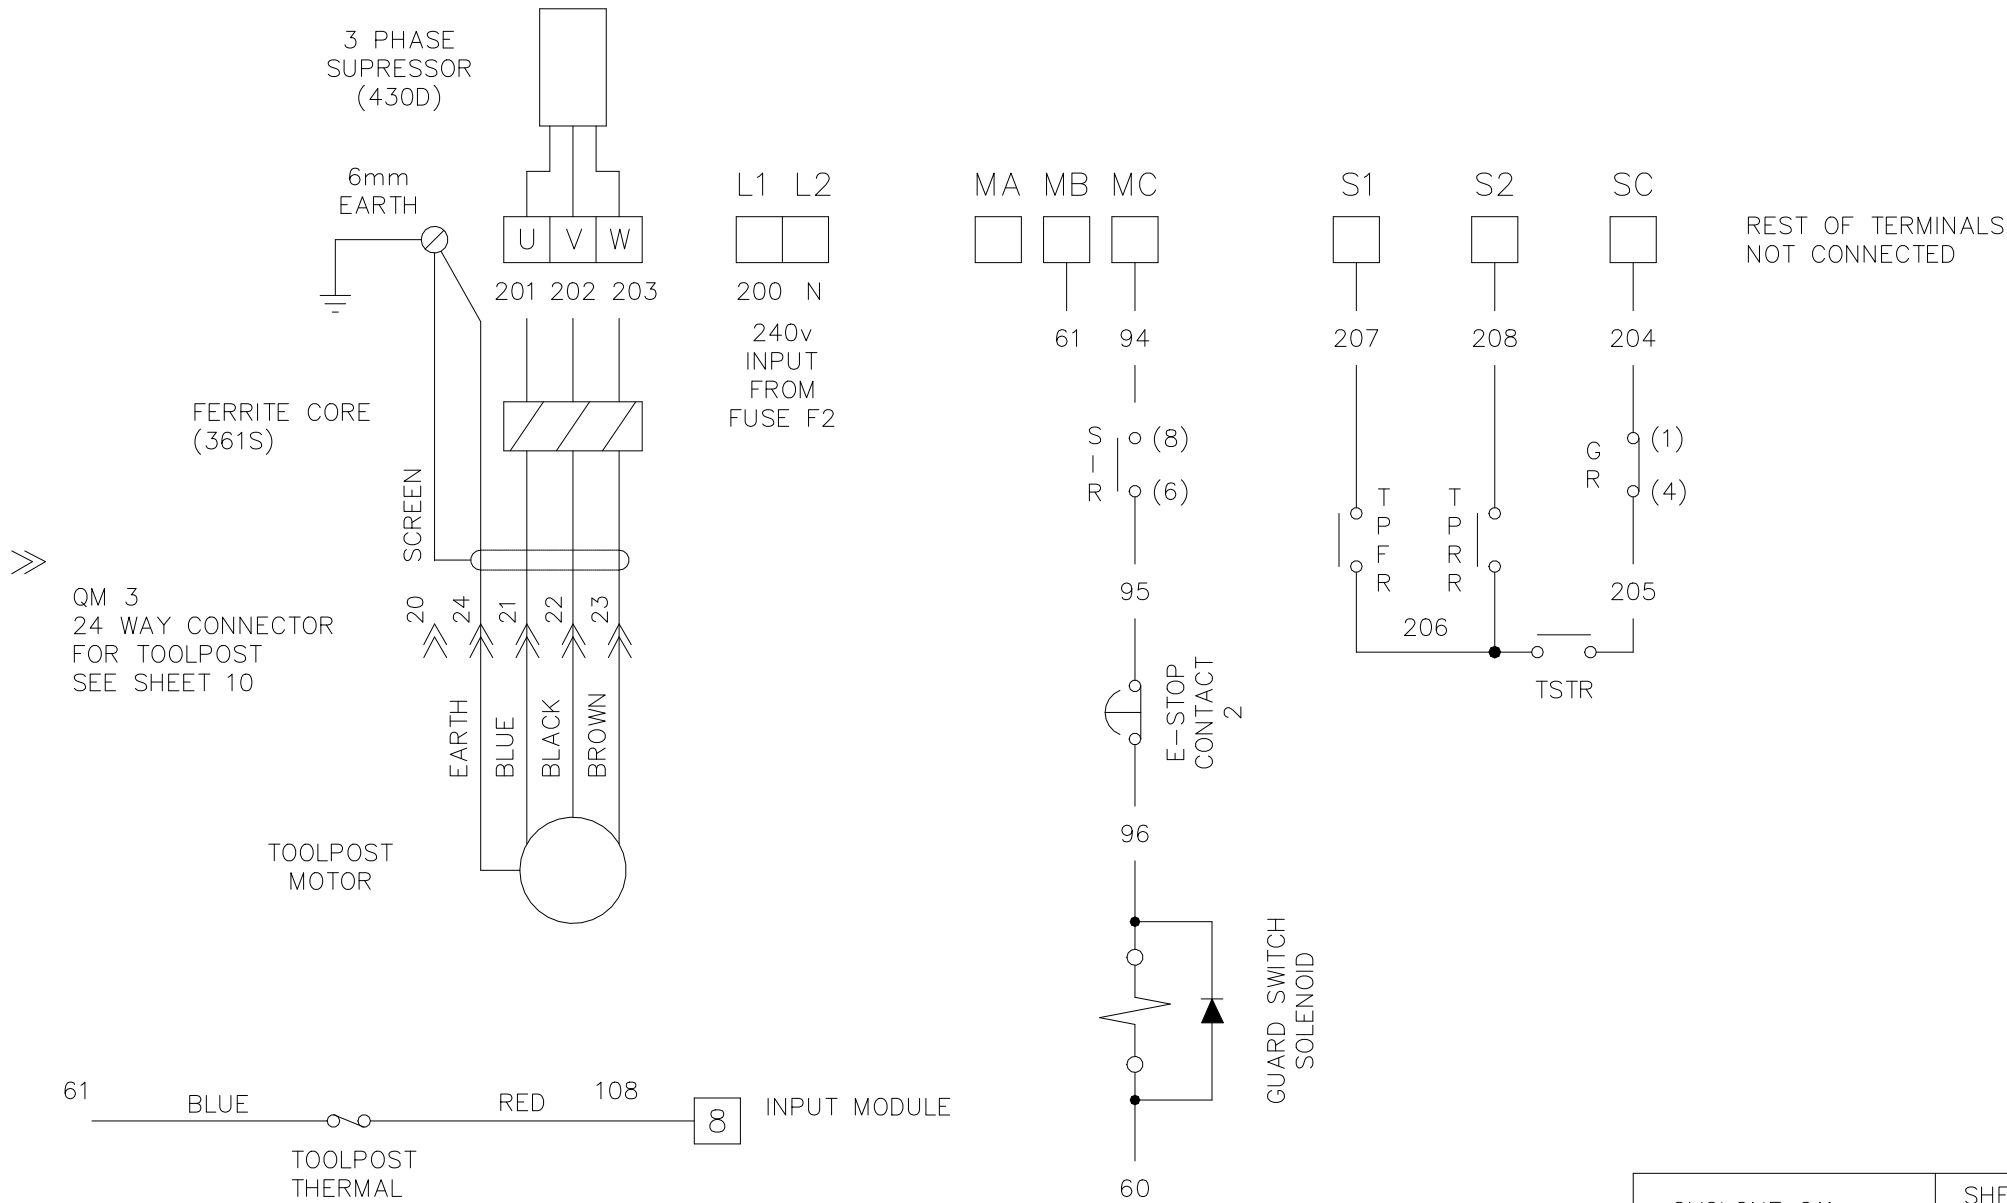 3 PHASE
SUPRESSOR
(430D)
6mm
EARTH
U V W
201 202 203
L1 L2
200 N
240v
INPUT
FROM
FUSE F2
MA MB MC
61 94
S1 S2 SC
207 208 204
REST OF TERMINALS
NOT CONNECTED
FERRITE CORE
(361S)
SCREEN
S-R
(8)
(6)
TPFR
TPRR
GR
(1)
(4)
QM 3
24 WAY CONNECTOR
FOR TOOLPOST
SEE SHEET 10
20 24 21 22 23
95
205
206
TSTR
EARTH
BLUE
BLACK
BROWN
E-STOP
CONTACT
2
96
TOOLPOST
MOTOR
GUARD SWITCH
SOLENOID
61
BLUE
RED
108
8
INPUT MODULE
TOOLPOST
THERMAL
60